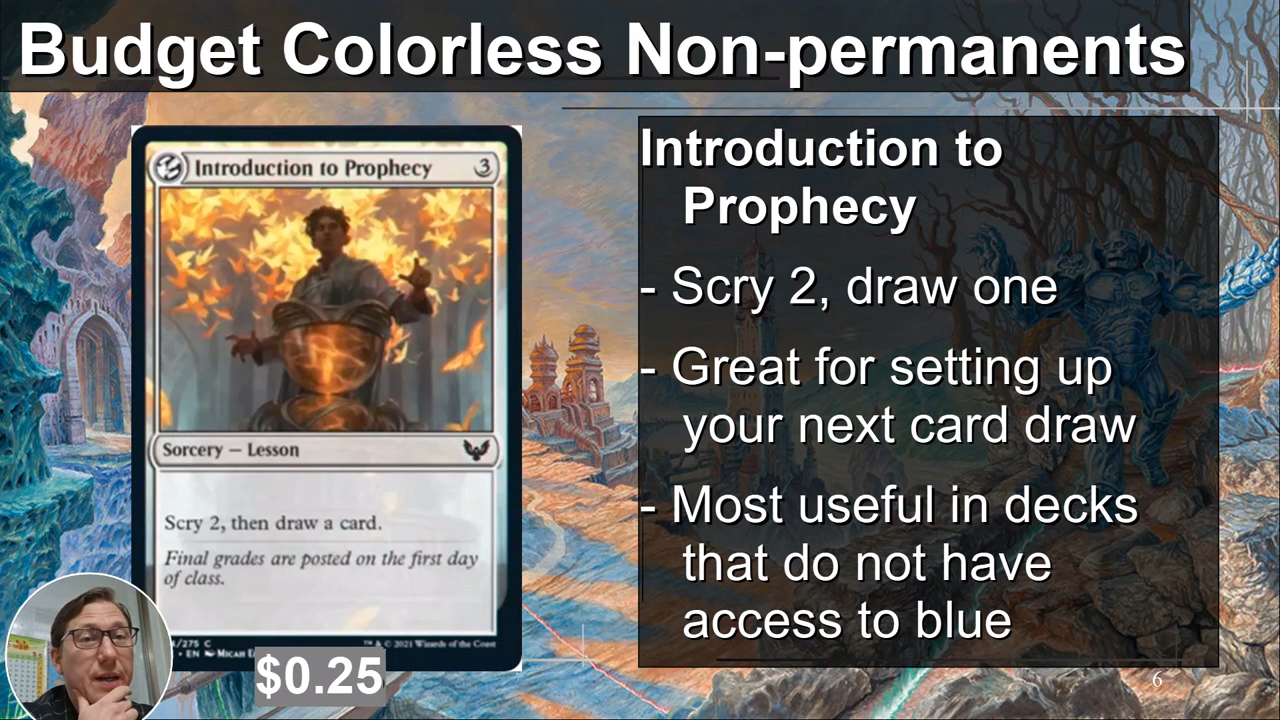 Budget Colorless Non-permanents
Introduction to Prophecy 3
Sorcery — Lesson
Scry 2, then draw a card.
Final grades are posted on the first day
of class.
/275 C
EN
™ & © 2021 Wizards of the Coast
$0.25
Introduction to
Prophecy
- Scry 2, draw one
- Great for setting up
your next card draw
- Most useful in decks
that do not have
access to blue
6